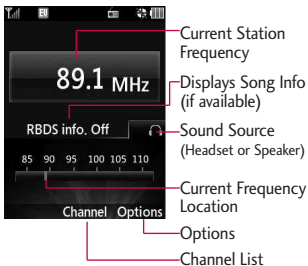 EU
Current Station
Frequency
89.1 MHz
Displays Song Info
(if available)
RBDS info. Off
Sound Source
(Headset or Speaker)
85 90 95 100 105 110
Current Frequency
Location
Channel Options
Options
Channel List